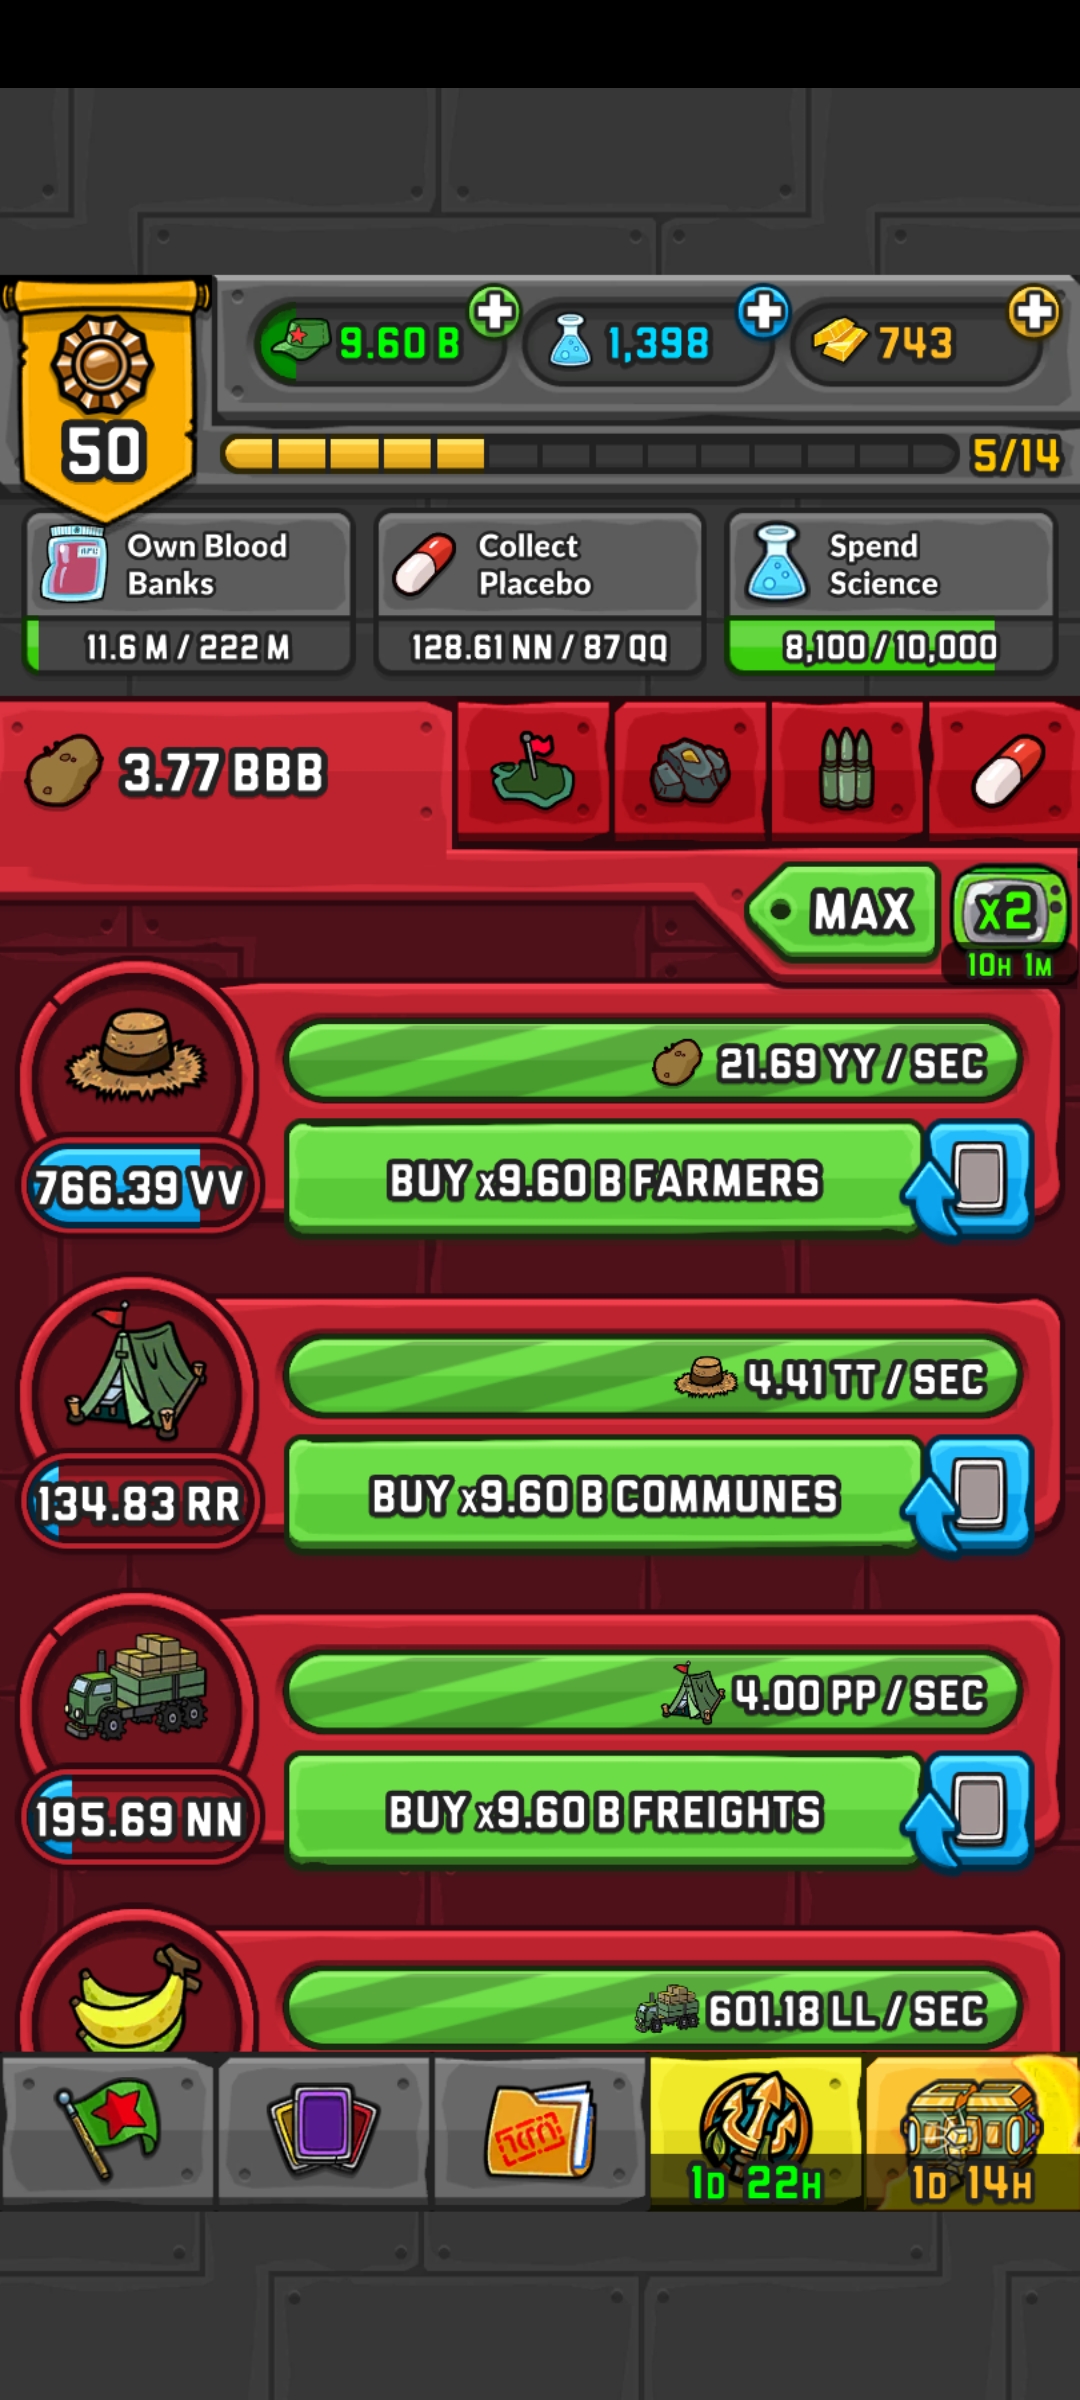 50
9.60 B
1,398
743
5/14
Own Blood
Banks
11.6 M / 222 M
Collect
Placebo
128.61 NN / 87 QQ
Spend
Science
8,100 / 10,000
3.77 BBB
MAX
x2
10H 1M
21.69 YY / SEC
766.39 VV
BUY x9.60 B FARMERS
4.41 TT / SEC
134.83 RR
BUY x9.60 B COMMUNES
4.00 PP / SEC
195.69 NN
BUY x9.60 B FREIGHTS
601.18 LL / SEC
1D 22H
1D 14H